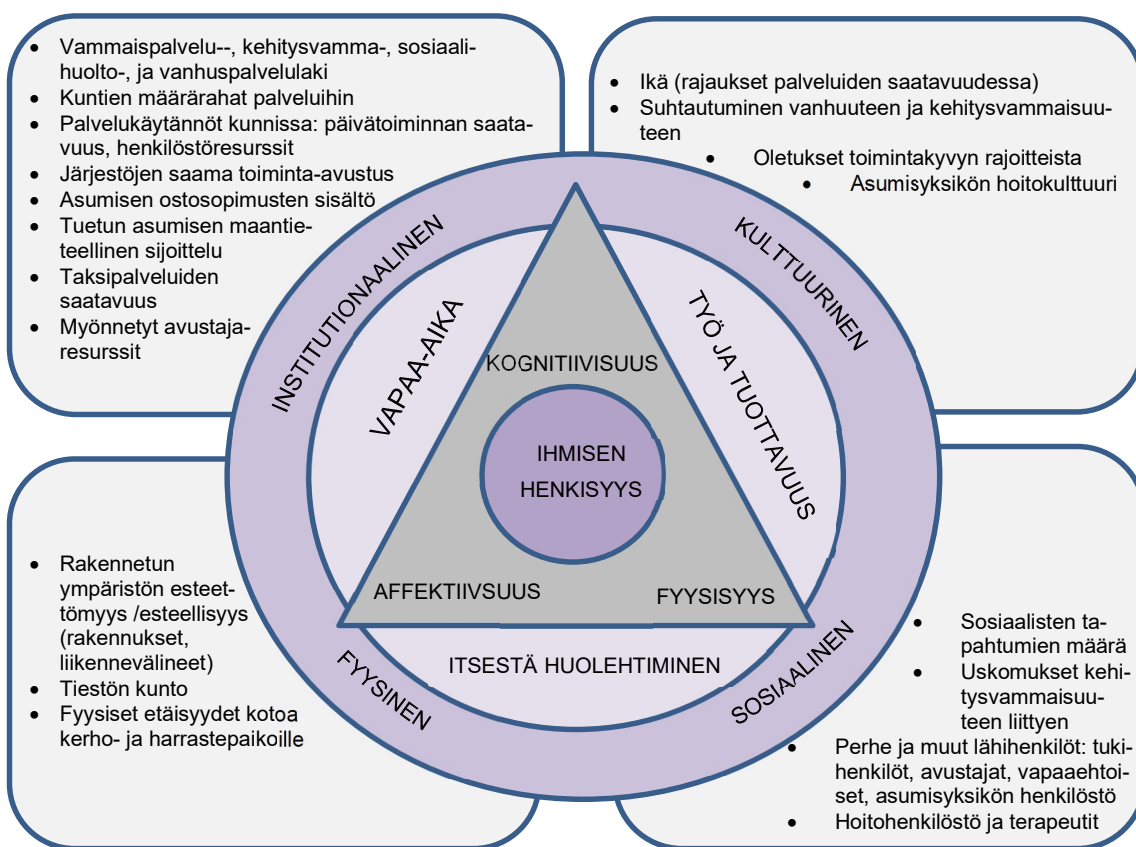 • Vammaispalvelu--, kehitysvamma-, sosiaali-
huolto-, ja vanhuspalvelulaki
• Kuntien määrärahat palveluihin
• Palvelukäytännöt kunnissa: päivätoiminnan saata-
vuus, henkilöstöresurssit
• Järjestöjen saama toiminta-avustus
• Asumisen ostosopimusten sisältö
• Tuetun asumisen maantie-
teellinen sijoittelu
• Taksipalveluiden
saatavuus
• Myönnetyt avustaja-
resurssit
• Ikä (rajaukset palveluiden saatavuudessa)
• Suhtautuminen vanhuuteen ja kehitysvammaisuu-
teen
• Oletukset toimintakyvyn rajoitteista
• Asumisyksikön hoitokulttuuri
INSTITUTIONAALINEN
KULTTUURINEN
VAPAA-AIKA
TYÖ JA TUOTTAVUUS
KOGNITIIVISUUS
IHMISEN
HENKISYYS
AFFEKTIIVSUUS
FYYSISYYS
ITSESTÄ HUOLEHTIMINEN
FYYSINEN
SOSIAALINEN
• Rakennetun
ympäristön esteet-
tömyys /esteellisyys
(rakennukset,
liikennevälineet)
• Tiestön kunto
• Fyysiset etäisyydet kotoa
kerho- ja harrastepaikoille
• Sosiaalisten ta-
pahtumien määrä
• Uskomukset kehi-
tysvammaisuu-
teen liittyen
• Perhe ja muut lähihenkilöt: tuki-
henkilöt, avustajat, vapaaehtoi-
set, asumisyksikön henkilöstö
• Hoitohenkilöstö ja terapeutit